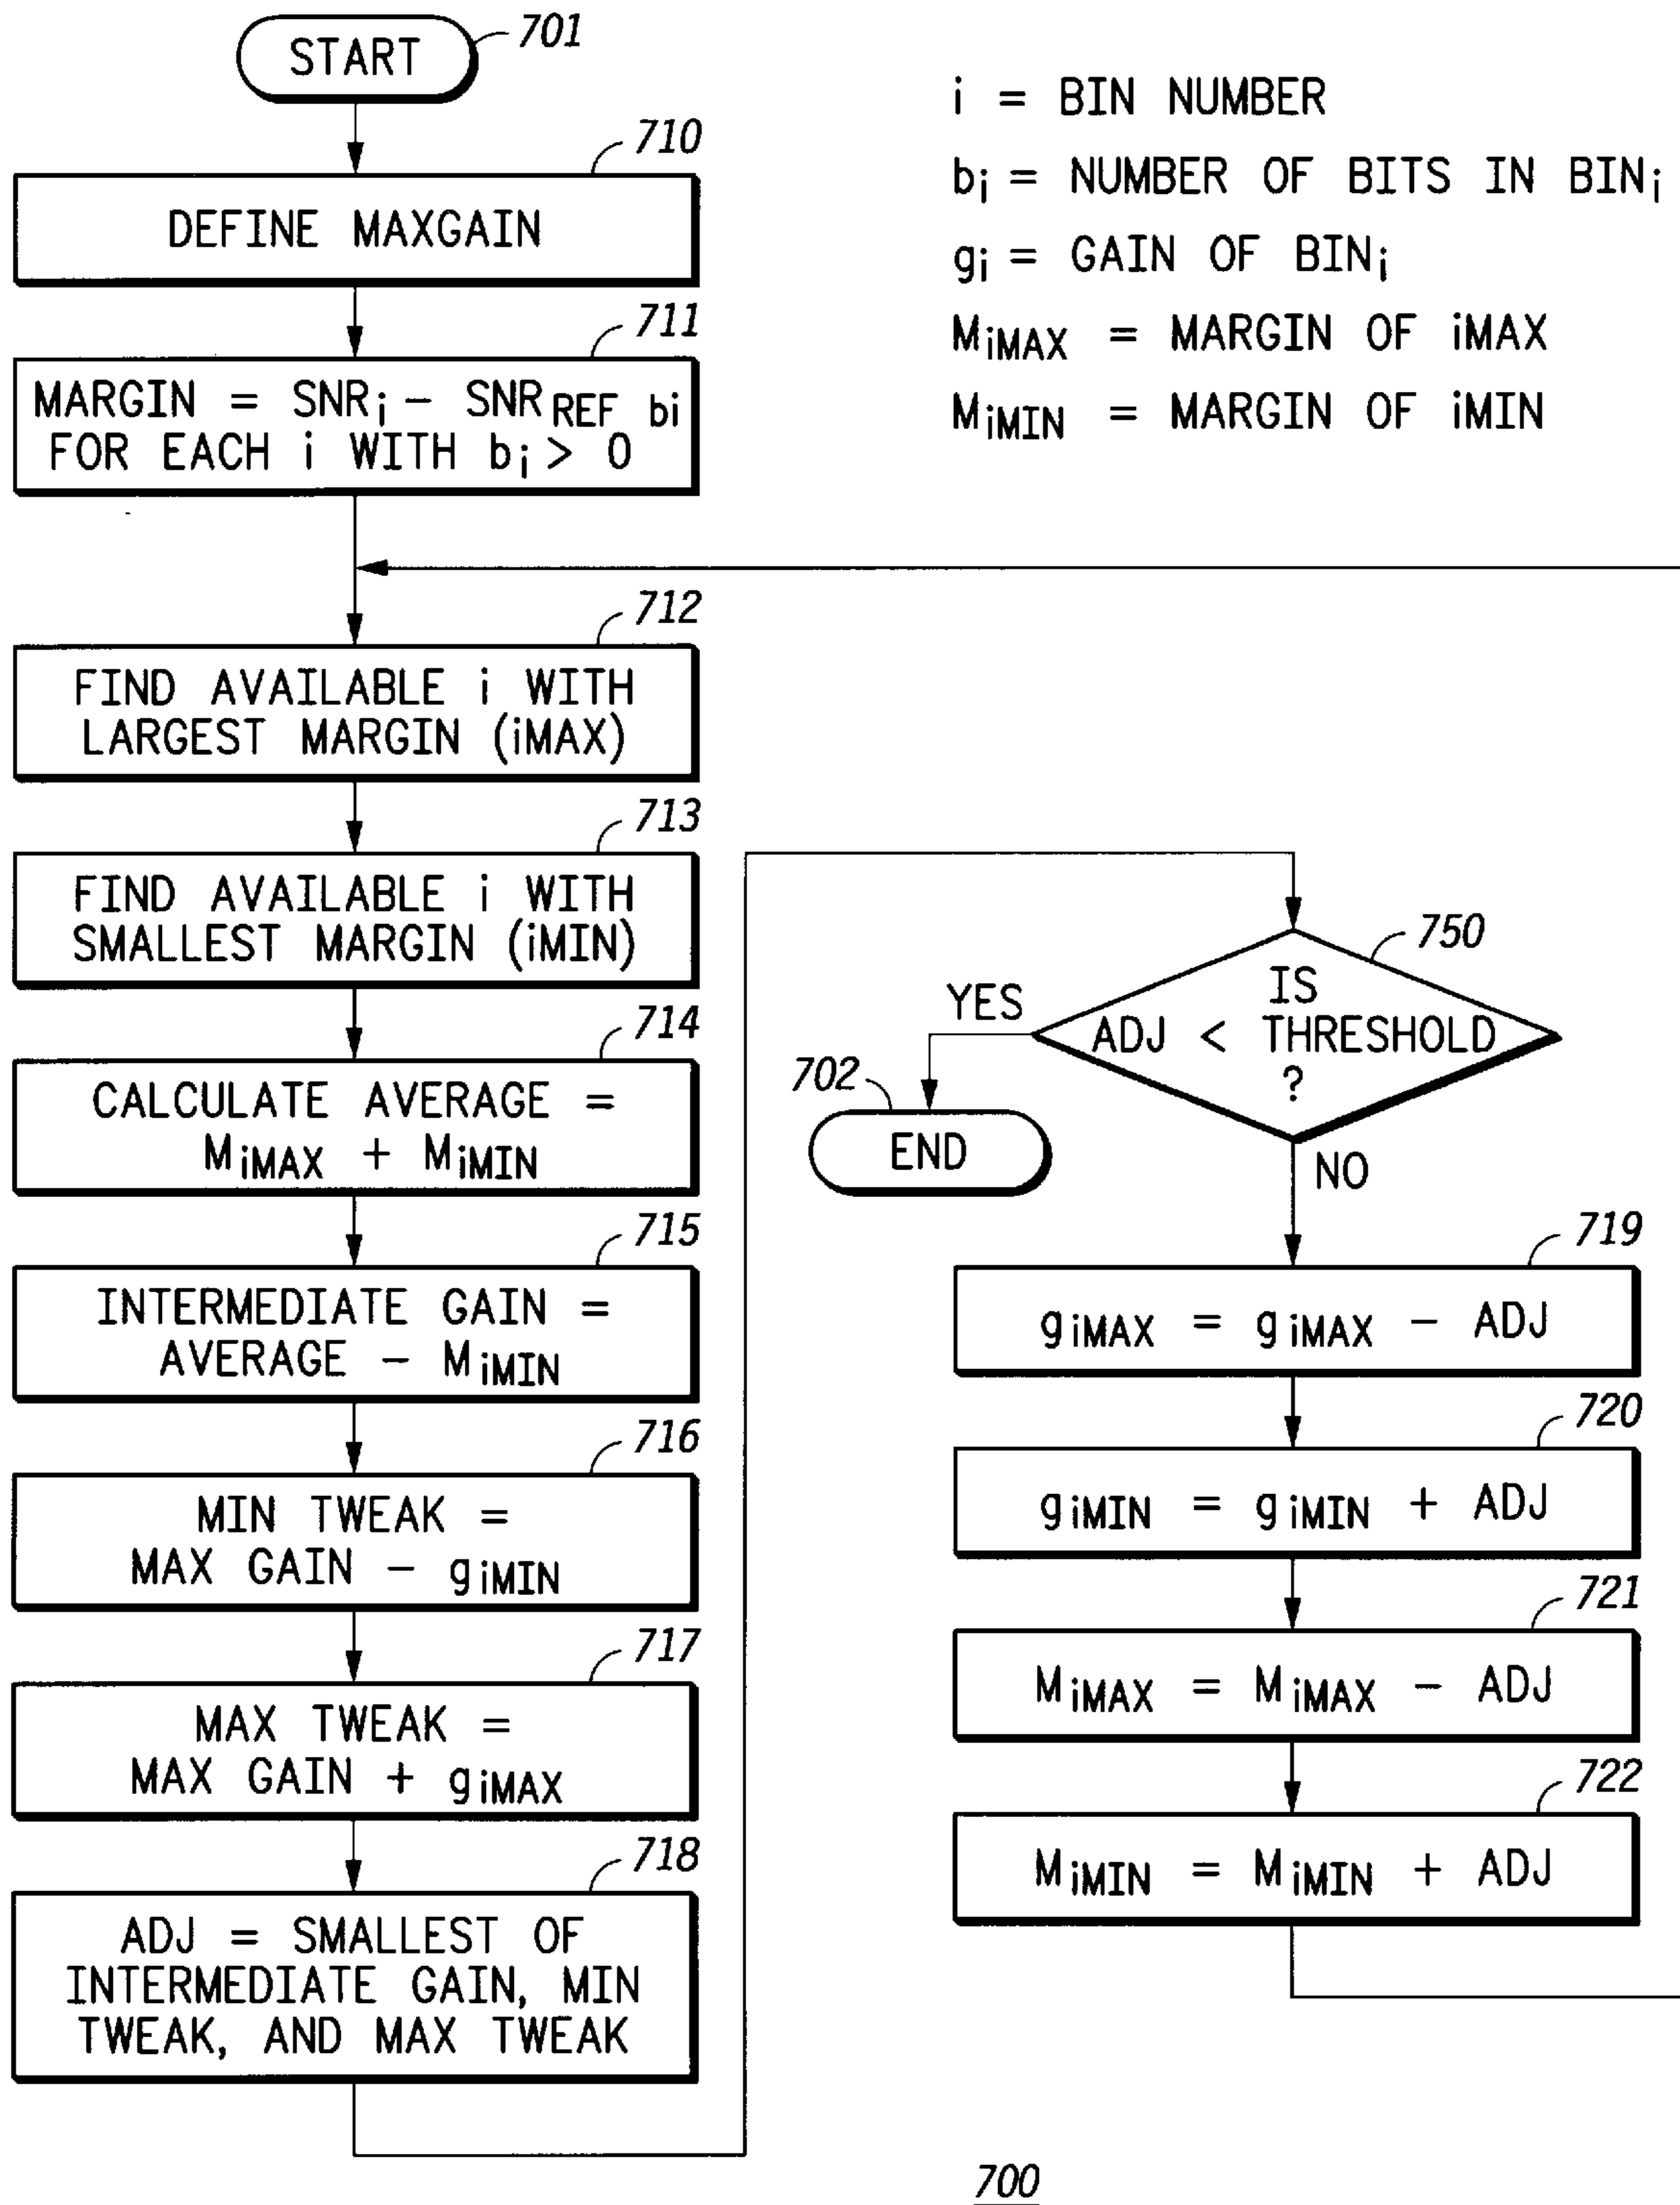 START
701
i = BIN NUMBER
bi = NUMBER OF BITS IN BINi
gi = GAIN OF BINi
MiMAX = MARGIN OF iMAX
MiMIN = MARGIN OF iMIN
710
DEFINE MAXGAIN
711
MARGIN = SNRi - SNRREF bi
FOR EACH i WITH bi > 0
712
FIND AVAILABLE i WITH
LARGEST MARGIN (iMAX)
713
FIND AVAILABLE i WITH
SMALLEST MARGIN (iMIN)
714
CALCULATE AVERAGE =
MiMAX + MiMIN
715
INTERMEDIATE GAIN =
AVERAGE - MiMIN
716
MIN TWEAK =
MAX GAIN - giMIN
717
MAX TWEAK =
MAX GAIN + giMAX
718
ADJ = SMALLEST OF
INTERMEDIATE GAIN, MIN
TWEAK, AND MAX TWEAK
750
IS
ADJ < THRESHOLD
?
YES
702
END
NO
719
giMAX = giMAX - ADJ
720
giMIN = giMIN + ADJ
721
MiMAX = MiMAX - ADJ
722
MiMIN = MiMIN + ADJ
700